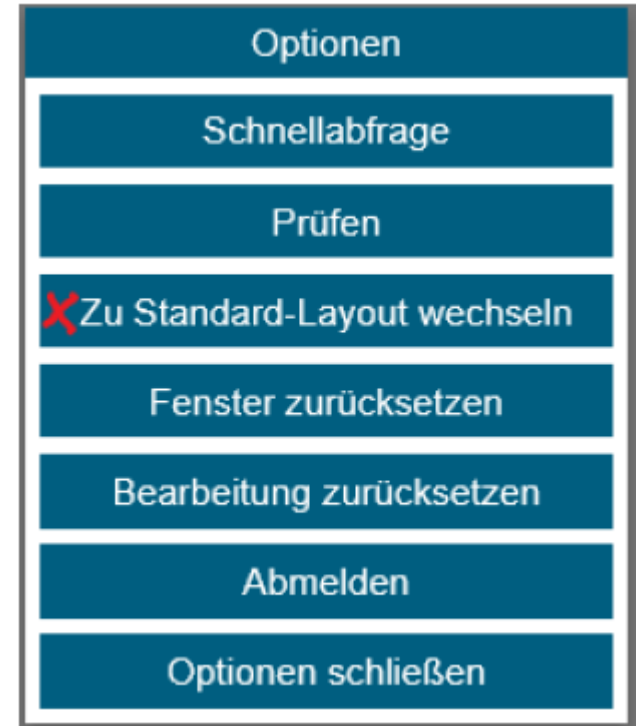 Optionen
Schnellabfrage
Prüfen
Zu Standard-Layout wechseln
Fenster zurücksetzen
Bearbeitung zurücksetzen
Abmelden
Optionen schließen